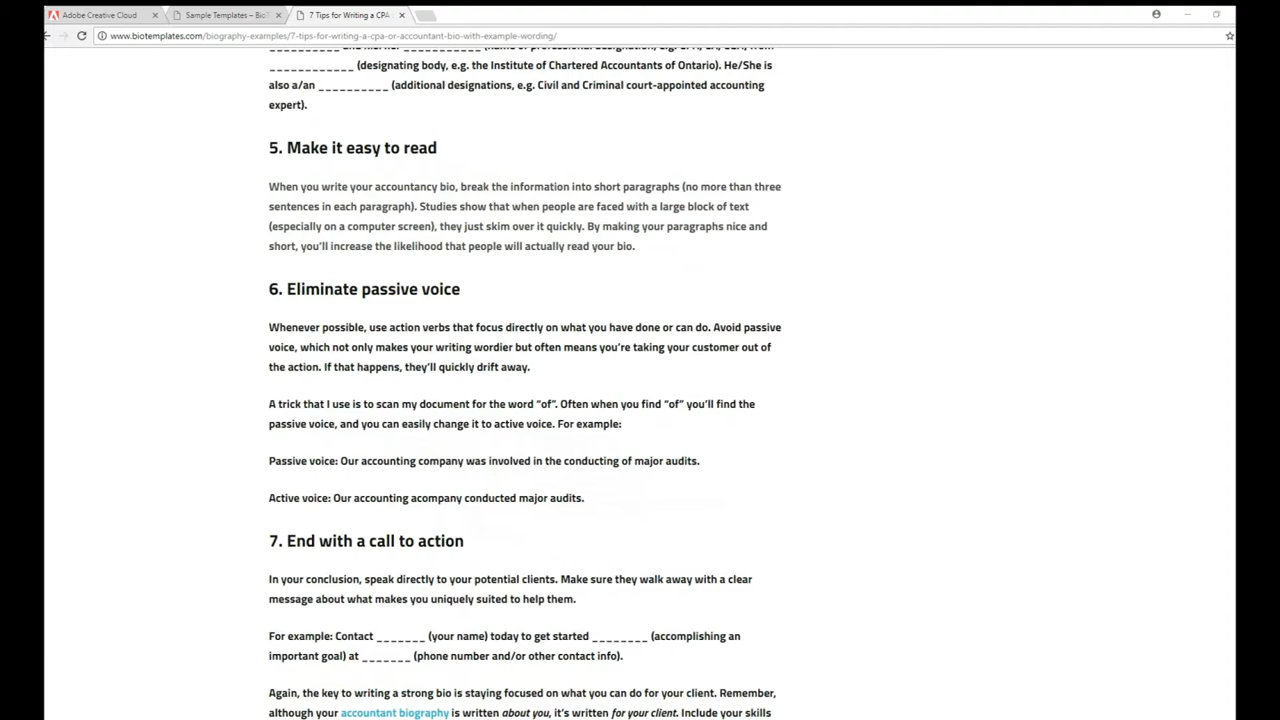 Adobe Creative Cloud
Sample Templates – Bio
7 Tips for Writing a CPA
www.biotemplates.com/biography-examples/7-tips-for-writing-a-cpa-or-accountant-bio-with-example-wording/
____________ (designating body, e.g. the Institute of Chartered Accountants of Ontario). He/She is
also a/an __________ (additional designations, e.g. Civil and Criminal court-appointed accounting
expert).
5. Make it easy to read
When you write your accountancy bio, break the information into short paragraphs (no more than three
sentences in each paragraph). Studies show that when people are faced with a large block of text
(especially on a computer screen), they just skim over it quickly. By making your paragraphs nice and
short, you'll increase the likelihood that people will actually read your bio.
6. Eliminate passive voice
Whenever possible, use action verbs that focus directly on what you have done or can do. Avoid passive
voice, which not only makes your writing wordier but often means you're taking your customer out of
the action. If that happens, they'll quickly drift away.
A trick that I use is to scan my document for the word “of”. Often when you find “of” you'll find the
passive voice, and you can easily change it to active voice. For example:
Passive voice: Our accounting company was involved in the conducting of major audits.
Active voice: Our accounting acompany conducted major audits.
7. End with a call to action
In your conclusion, speak directly to your potential clients. Make sure they walk away with a clear
message about what makes you uniquely suited to help them.
For example: Contact _______ (your name) today to get started ________ (accomplishing an
important goal) at _______ (phone number and/or other contact info).
Again, the key to writing a strong bio is staying focused on what you can do for your client. Remember,
although your accountant biography is written about you, it's written for your client. Include your skills